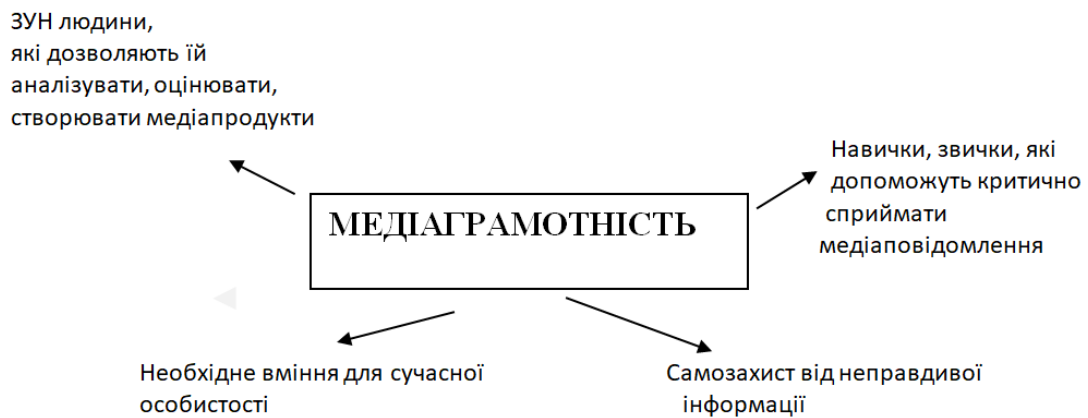 ЗУН людини,
які дозволяють їй
аналізувати, оцінювати,
створювати медіапродукти
Навички, звички, які
допоможуть критично
сприймати
медіаповідомлення
МЕДІАГРАМОТНІСТЬ
Необхідне вміння для сучасної
особистості
Самозахист від неправдивої
інформації